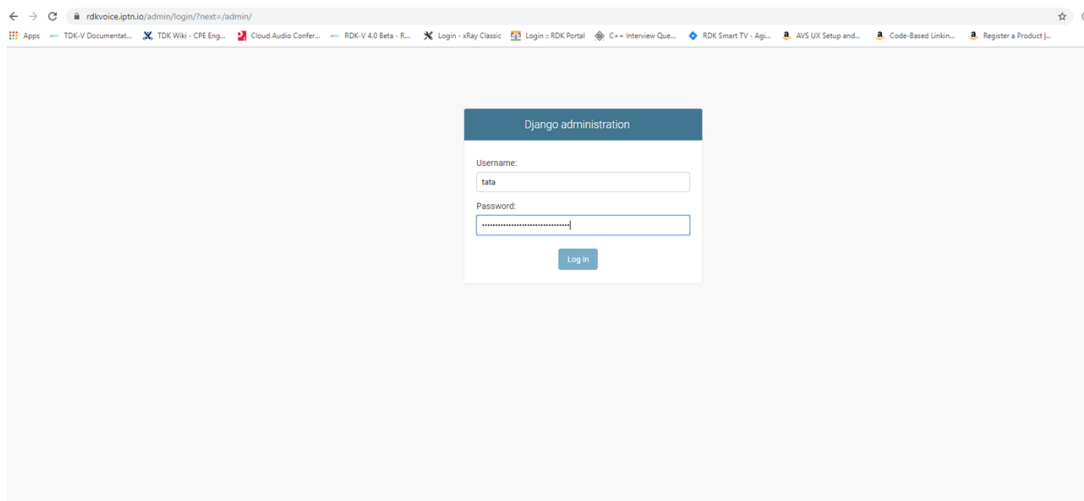 rdkvoice.iptn.io/admin/login/?next=/admin/
Apps TDK-V Documentat... TDK Wiki - CPE Eng... Cloud Audio Confer... RDK-V 4.0 Beta - R... Login - xRay Classic Login :: RDK Portal C++ Interview Que... RDK Smart TV - Agi... AVS UX Setup and... Code-Based Linkin... Register a Product |...
Django administration
Username:
tata
Password:
Log in